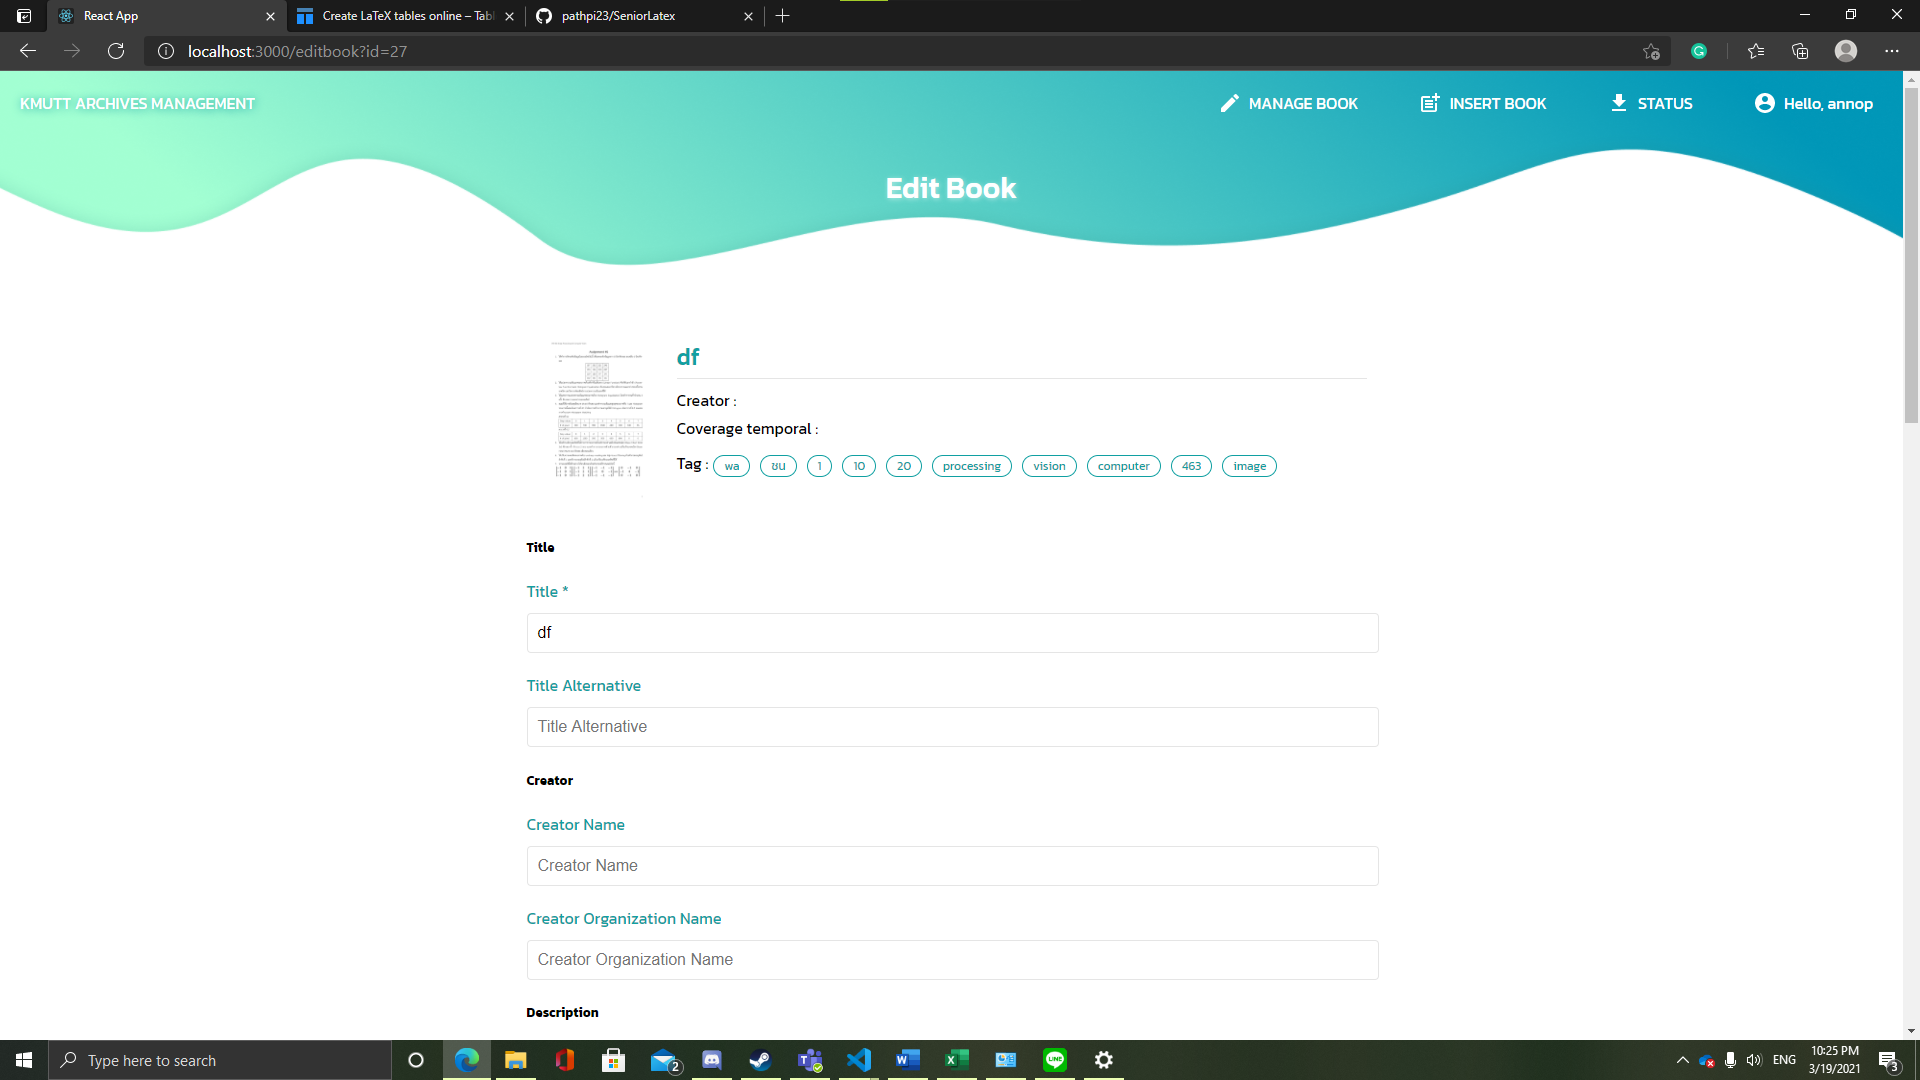 React App
Create LaTeX tables online – Tabl
pathpi23/SeniorLatex
localhost:3000/editbook?id=27
KMUTT ARCHIVES MANAGEMENT
MANAGE BOOK
INSERT BOOK
STATUS
Hello, annop
Edit Book
df
Creator :
Coverage temporal :
Tag : wa ชน 1 10 20 processing vision computer 463 image
Title
Title *
df
Title Alternative
Title Alternative
Creator
Creator Name
Creator Name
Creator Organization Name
Creator Organization Name
Description
Type here to search
2
ENG
10:25 PM
3/19/2021
3